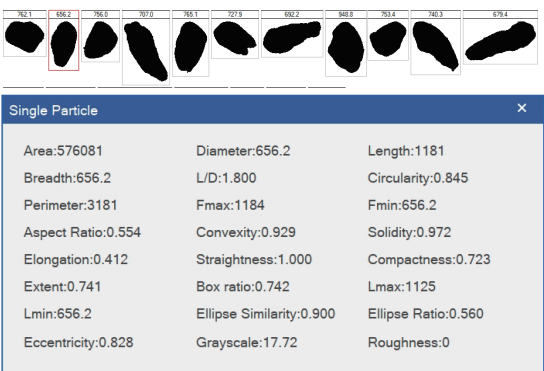 762.1 656.2 756.0 707.0 765.1 727.9 692.2 948.8 753.4 740.3 679.4
Single Particle ×
Area:576081 Diameter:656.2 Length:1181
Breadth:656.2 L/D:1.800 Circularity:0.845
Perimeter:3181 Fmax:1184 Fmin:656.2
Aspect Ratio:0.554 Convexity:0.929 Solidity:0.972
Elongation:0.412 Straightness:1.000 Compactness:0.723
Extent:0.741 Box ratio:0.742 Lmax:1125
Lmin:656.2 Ellipse Similarity:0.900 Ellipse Ratio:0.560
Eccentricity:0.828 Grayscale:17.72 Roughness:0